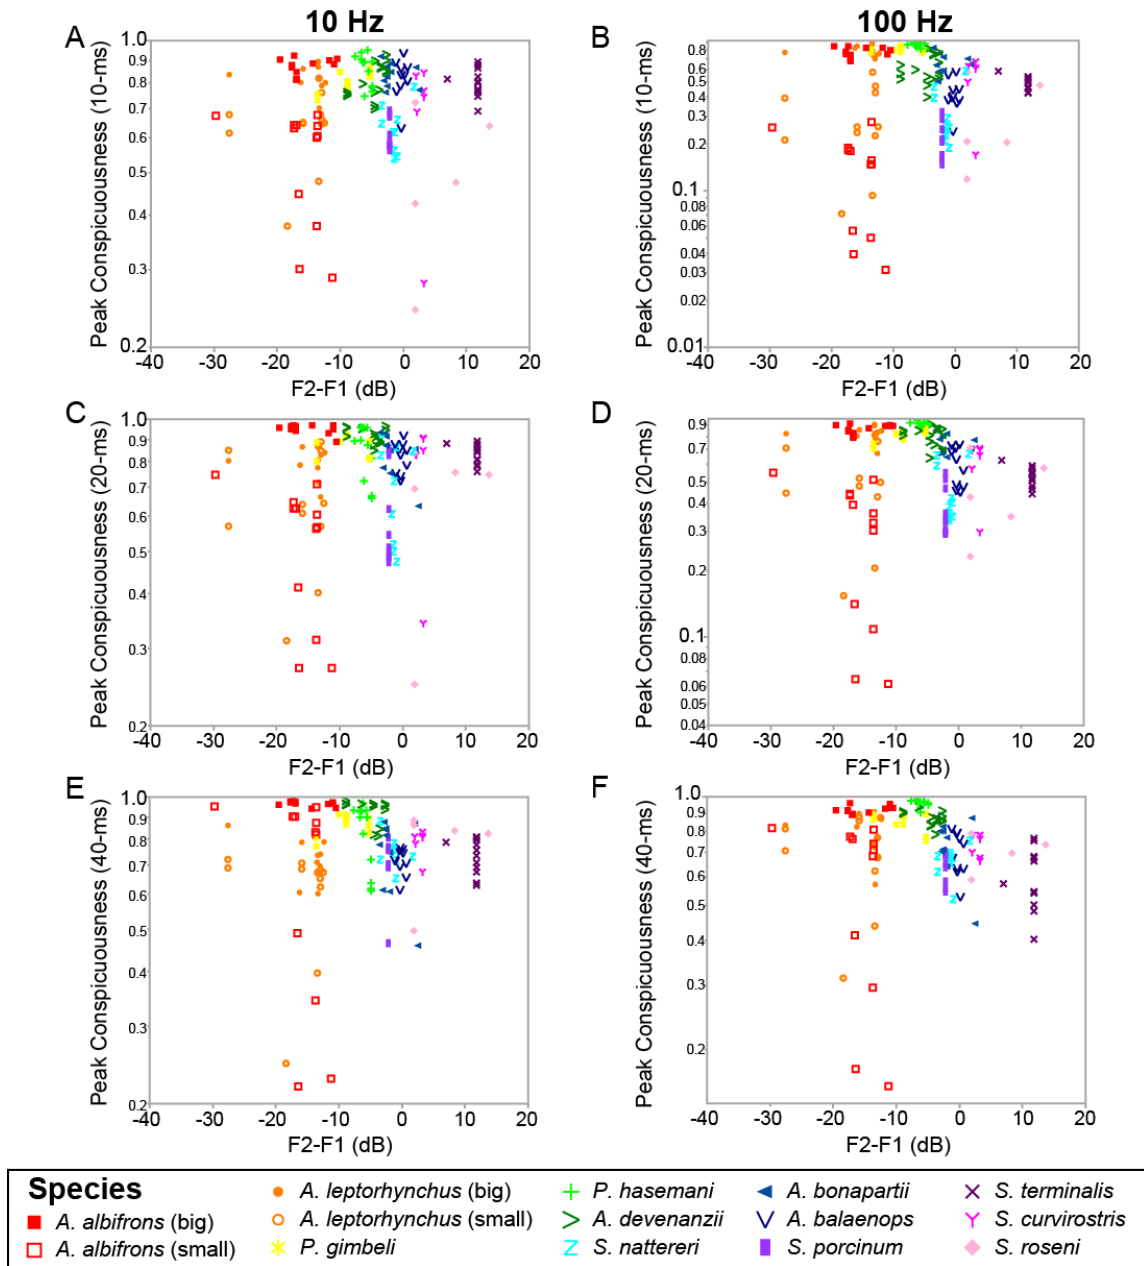 10 Hz
100 Hz
A
Peak Conspicuousness (10-ms)
1.0
0.9
0.8
0.7
0.6
0.5
0.4
0.3
0.2
-40 -30 -20 -10 0 10 20
F2-F1 (dB)
B
Peak Conspicuousness (10-ms)
0.8
0.6
0.5
0.4
0.3
0.2
0.1
0.08
0.06
0.04
0.03
0.02
0.01
-40 -30 -20 -10 0 10 20
F2-F1 (dB)
C
Peak Conspicuousness (20-ms)
1.0
0.9
0.8
0.7
0.6
0.5
0.4
0.3
0.2
-40 -30 -20 -10 0 10 20
F2-F1 (dB)
D
Peak Conspicuousness (20-ms)
0.9
0.7
0.5
0.4
0.3
0.2
0.1
0.08
0.06
0.05
0.04
-40 -30 -20 -10 0 10 20
F2-F1 (dB)
E
Peak Conspicuousness (40-ms)
1.0
0.9
0.8
0.7
0.6
0.5
0.4
0.3
0.2
-40 -30 -20 -10 0 10 20
F2-F1 (dB)
F
Peak Conspicuousness (40-ms)
1.0
0.9
0.8
0.7
0.6
0.5
0.4
0.3
0.2
-40 -30 -20 -10 0 10 20
F2-F1 (dB)
Species
A. albifrons (big)
A. albifrons (small)
A. leptorhynchus (big)
A. leptorhynchus (small)
P. gimbeli
P. hasemani
A. devenanzii
S. nattereri
A. bonapartii
A. balaenops
S. porcinum
S. terminalis
S. curvirostris
S. roseni